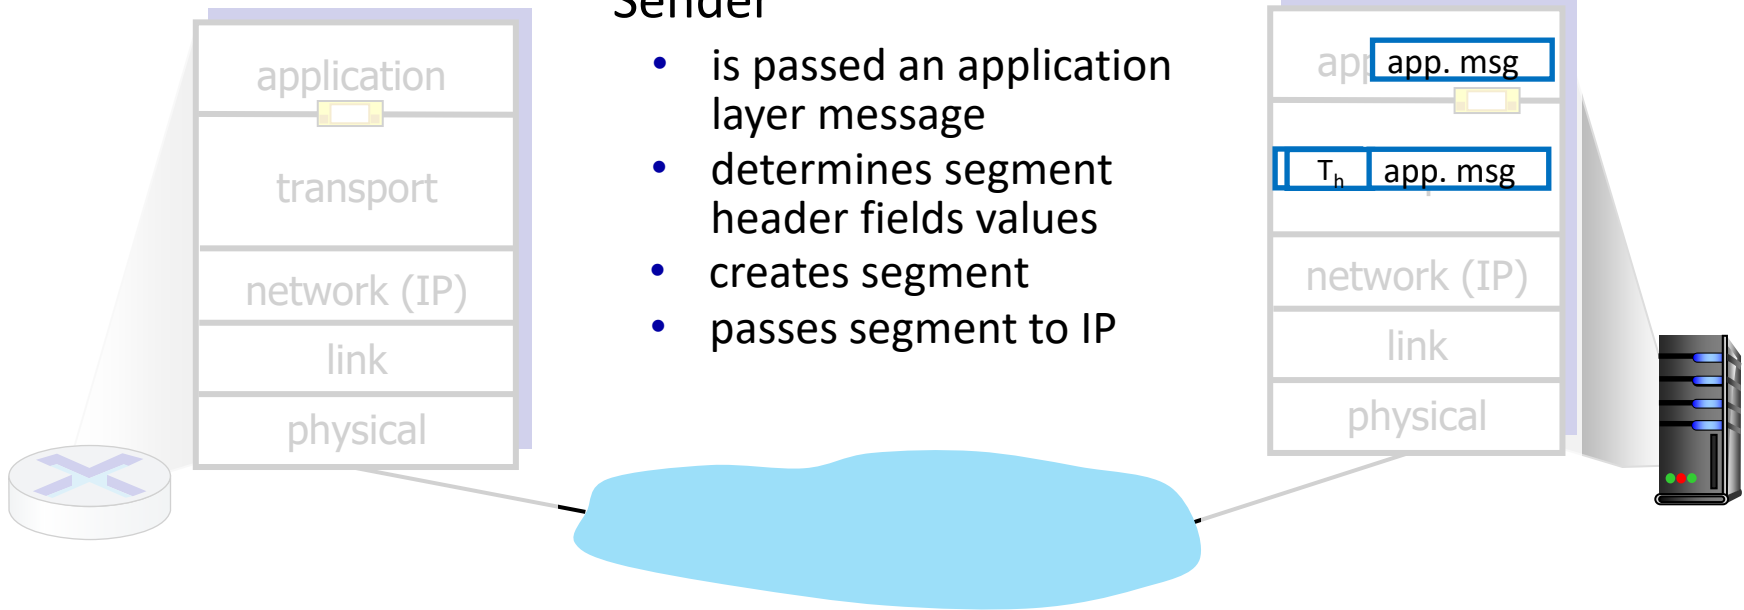 Sender
application
transport
network (IP)
link
physical
is passed an application
layer message
determines segment
header fields values
creates segment
passes segment to IP
app
app. msg
Th app. msg
network (IP)
link
physical